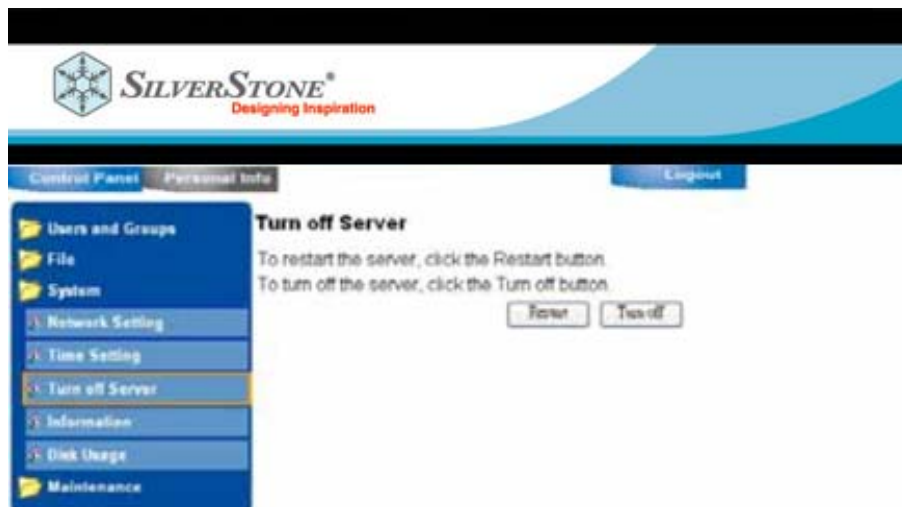 SILVERSTONE®
Designing Inspiration
Control Panel
Personal Info
Logout
Users and Groups
File
System
Network Setting
Time Setting
Turn off Server
Information
Disk Usage
Maintenance
Turn off Server
To restart the server, click the Restart button.
To turn off the server, click the Turn off button.
Restart
Turn off